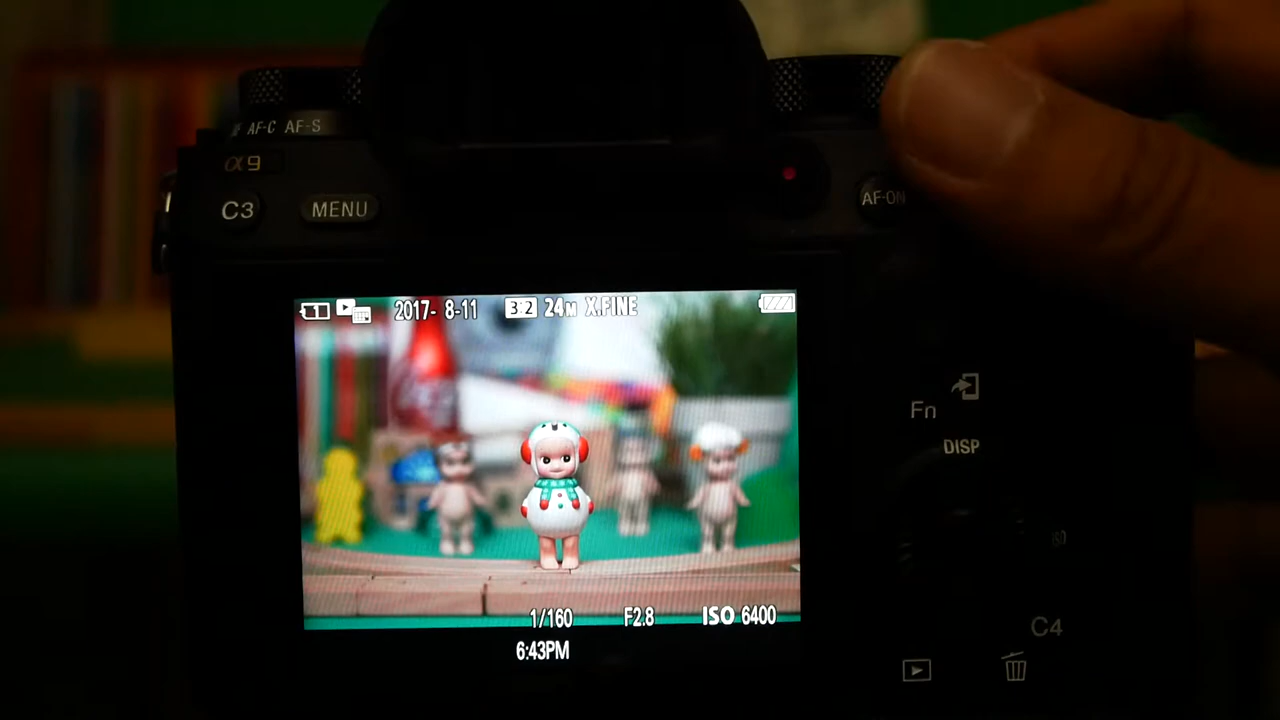 AF-C AF-S
α9
C3 MENU
AF-ON
1 2017- 8-11 3:2 24M X.FINE
Fn
DISP
ISO
1/160 F2.8 ISO 6400
6:43PM
C4